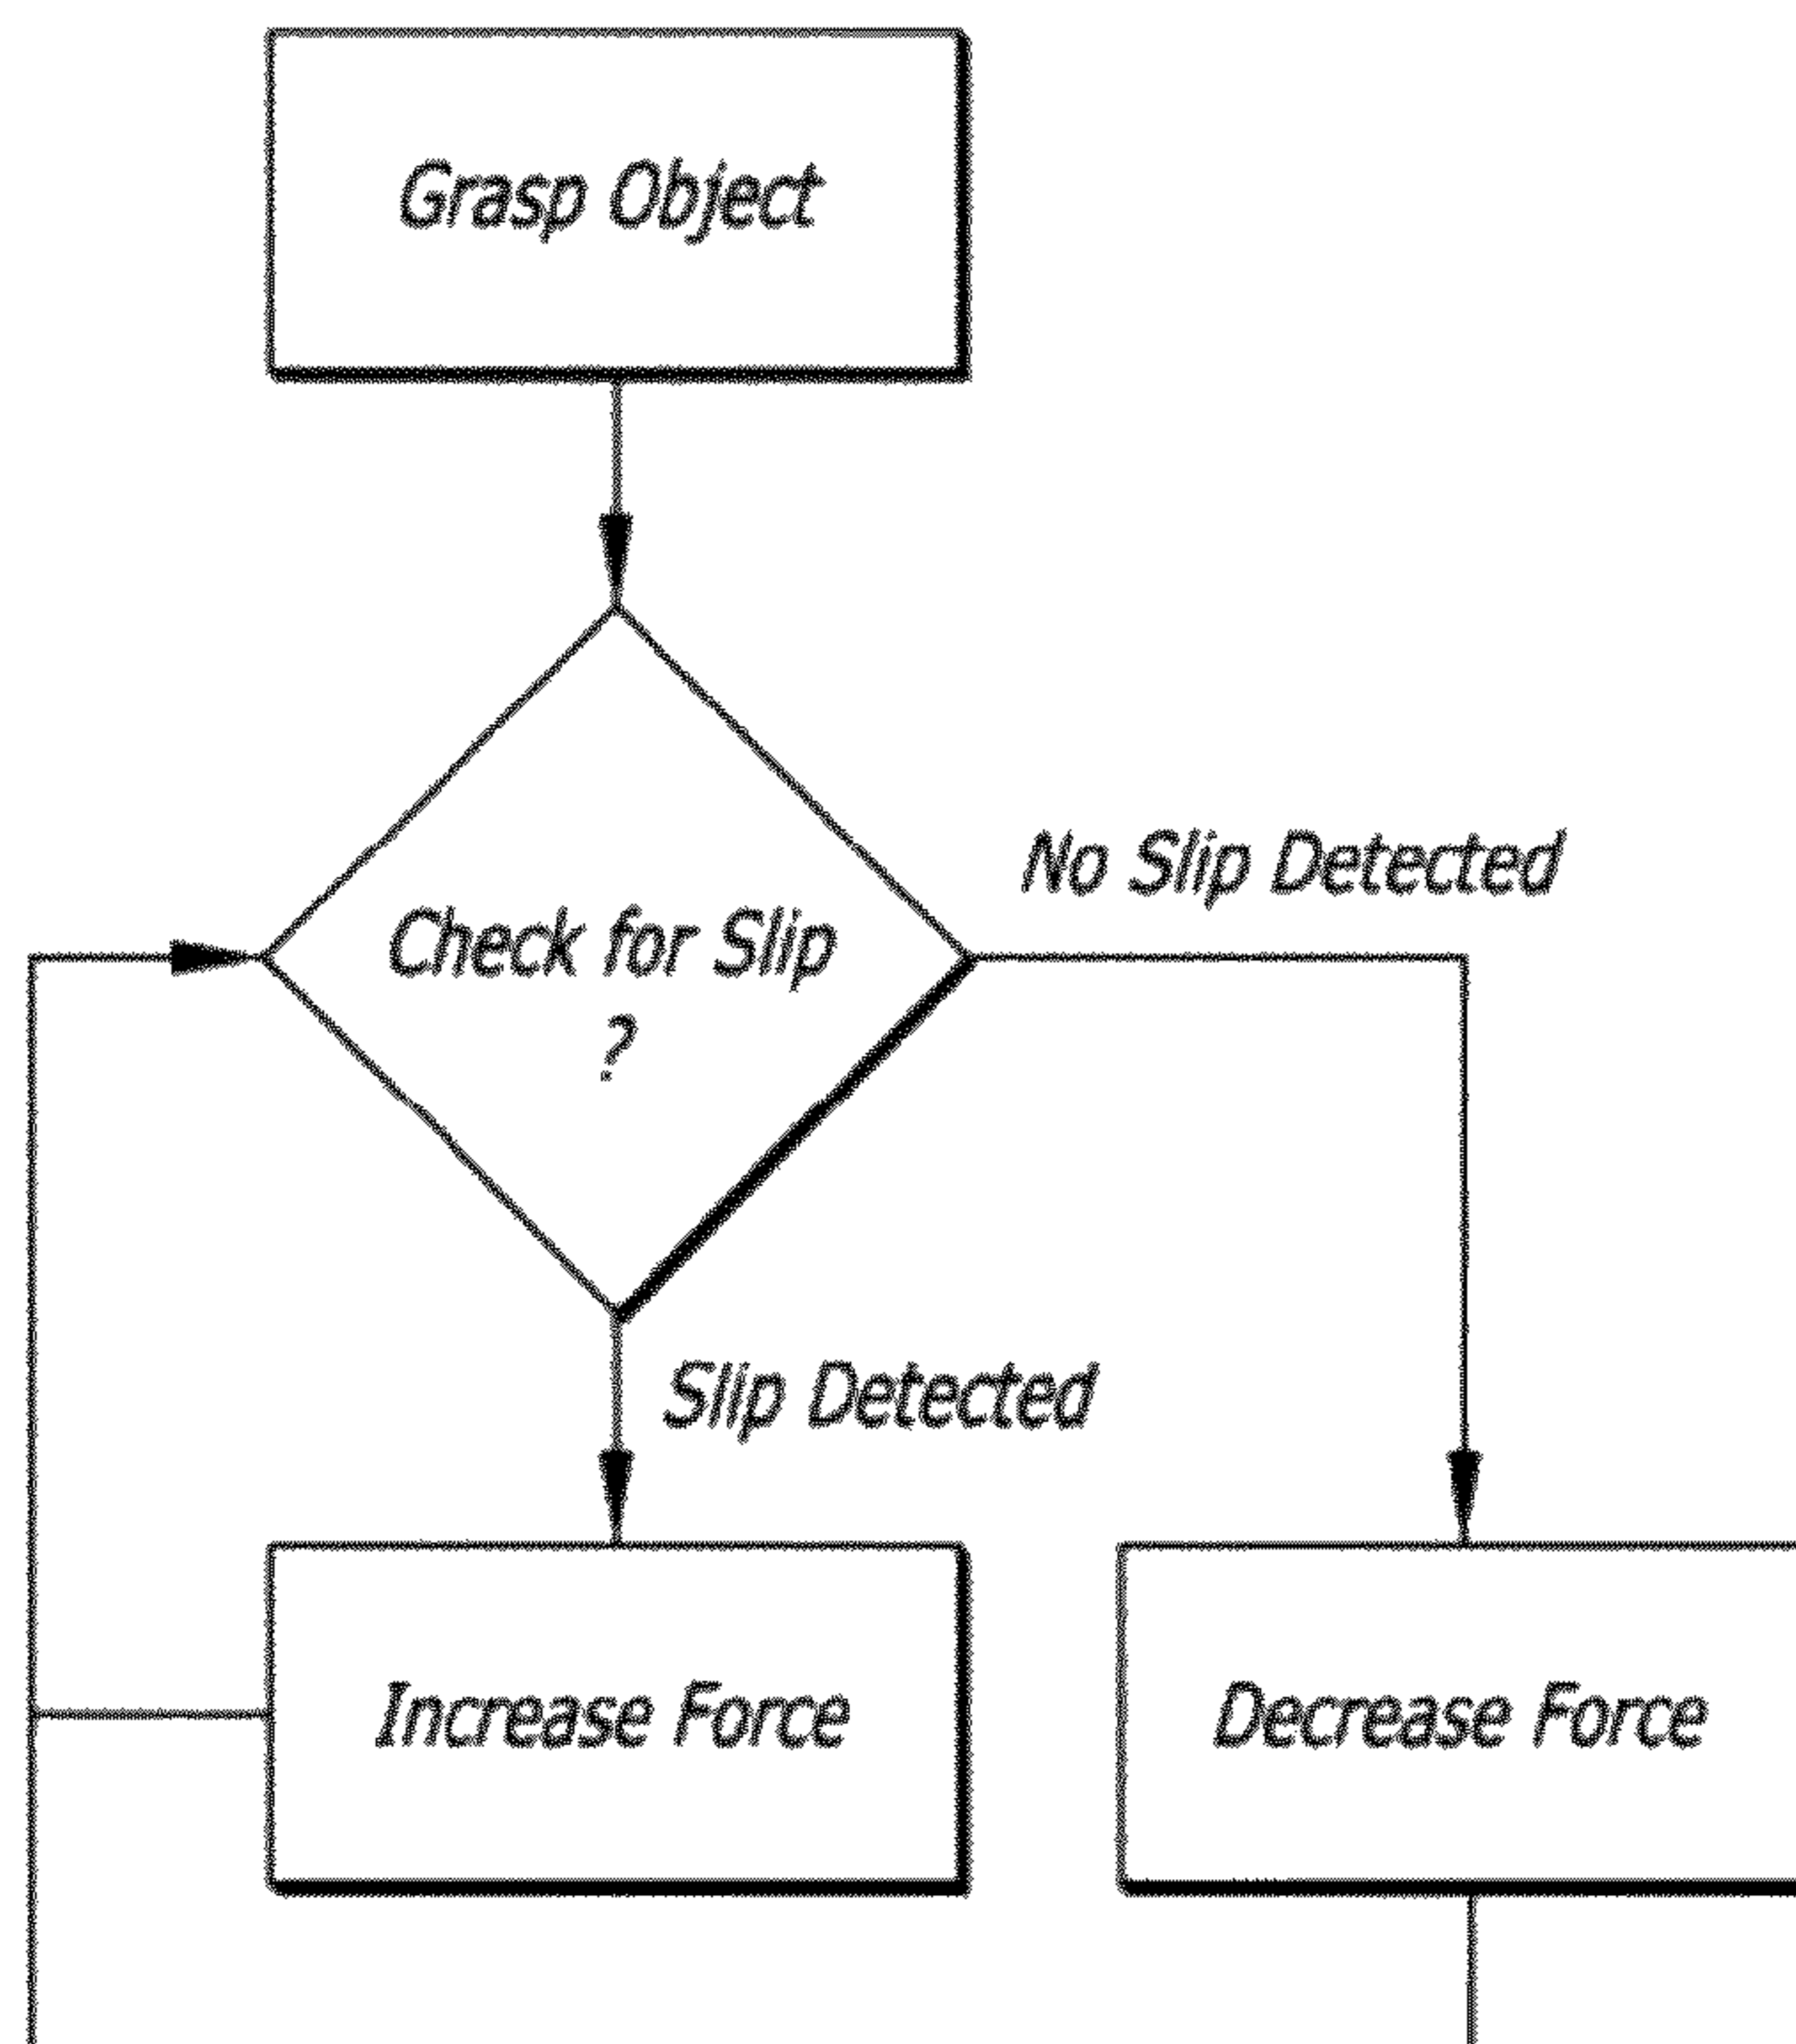 Grasp Object
No Slip Detected
Check for Slip
?
Slip Detected
Increase Force
Decrease Force